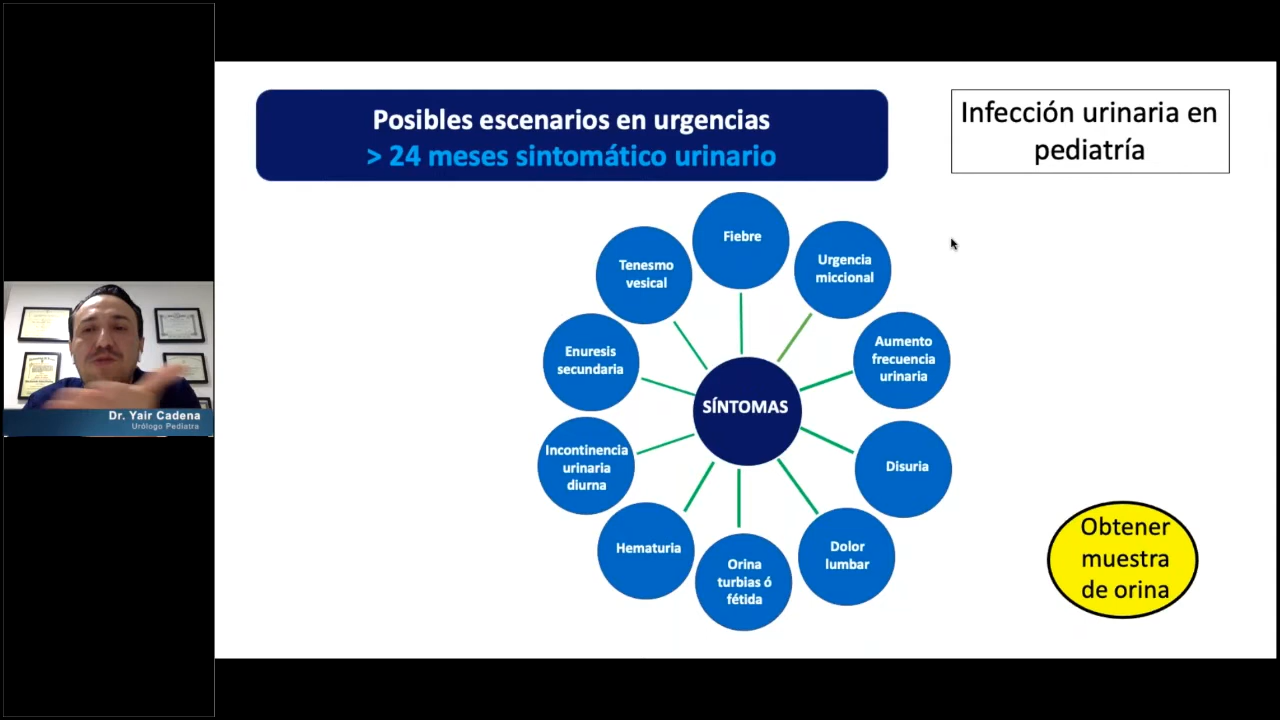 Posibles escenarios en urgencias
> 24 meses sintomático urinario
Infección urinaria en
pediatría
Fiebre
Urgencia
miccional
Aumento
frecuencia
urinaria
Disuria
Dolor
lumbar
Orina
turbias ó
fétida
Hematuria
Incontinencia
urinaria
diurna
Enuresis
secundaria
Tenesmo
vesical
SÍNTOMAS
Obtener
muestra
de orina
Dr. Yair Cadena
Urólogo Pediatra